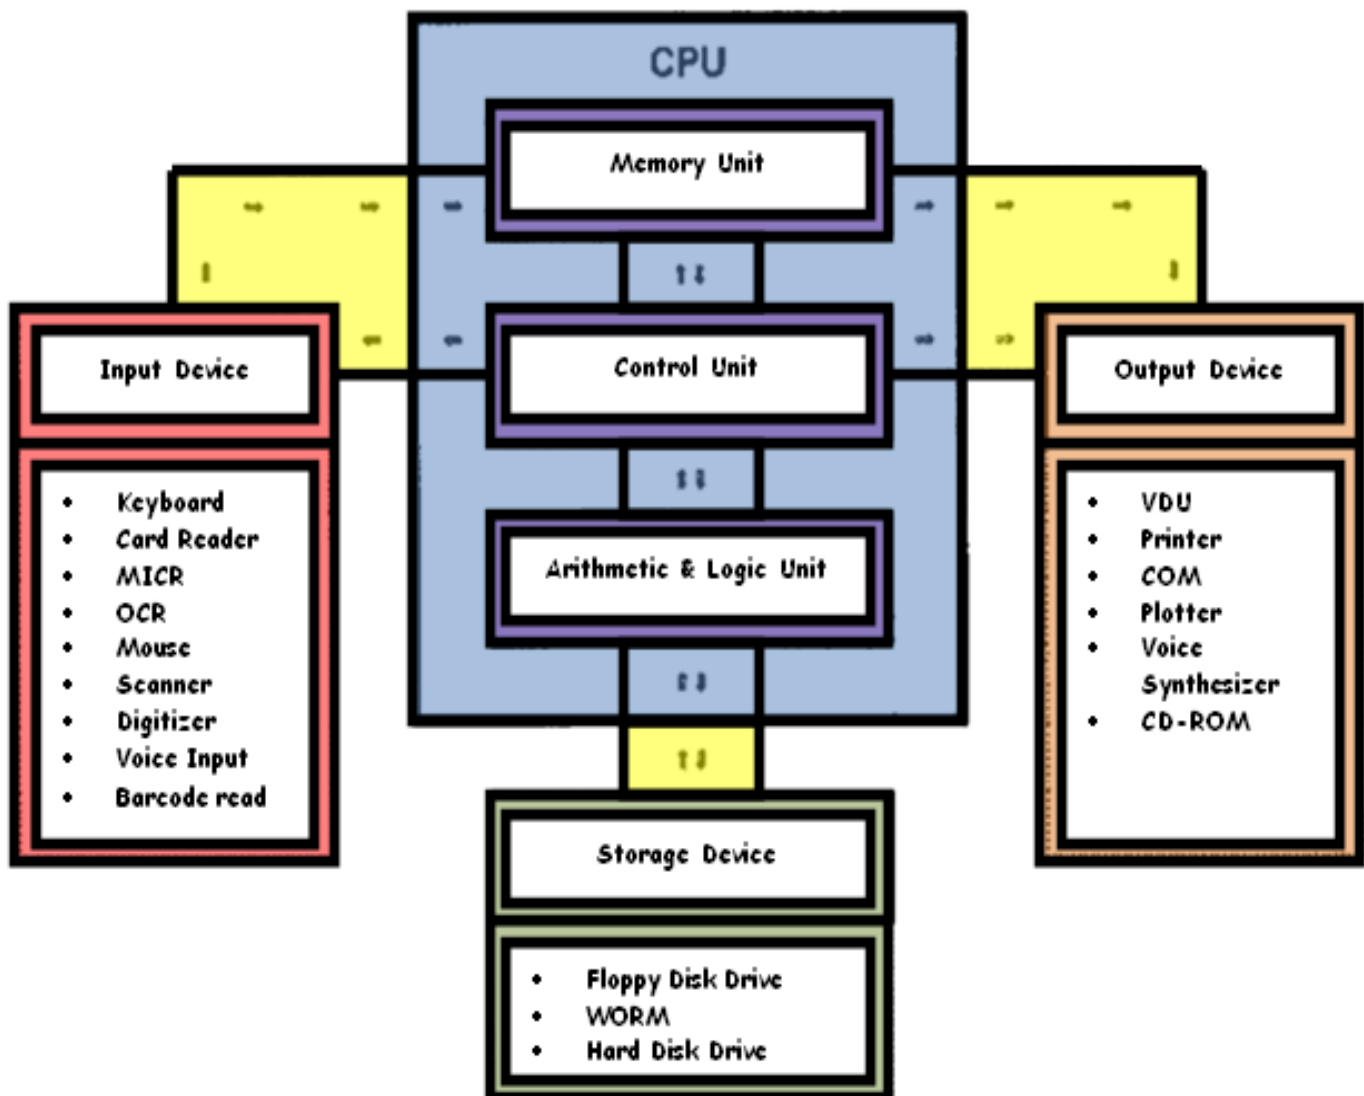 CPU
Memory Unit
Control Unit
Arithmetic & Logic Unit
Input Device
Keyboard
Card Reader
MICR
OCR
Mouse
Scanner
Digitizer
Voice Input
Barcode read
Output Device
VDU
Printer
COM
Plotter
Voice
Synthesizer
CD-ROM
Storage Device
Floppy Disk Drive
WORM
Hard Disk Drive